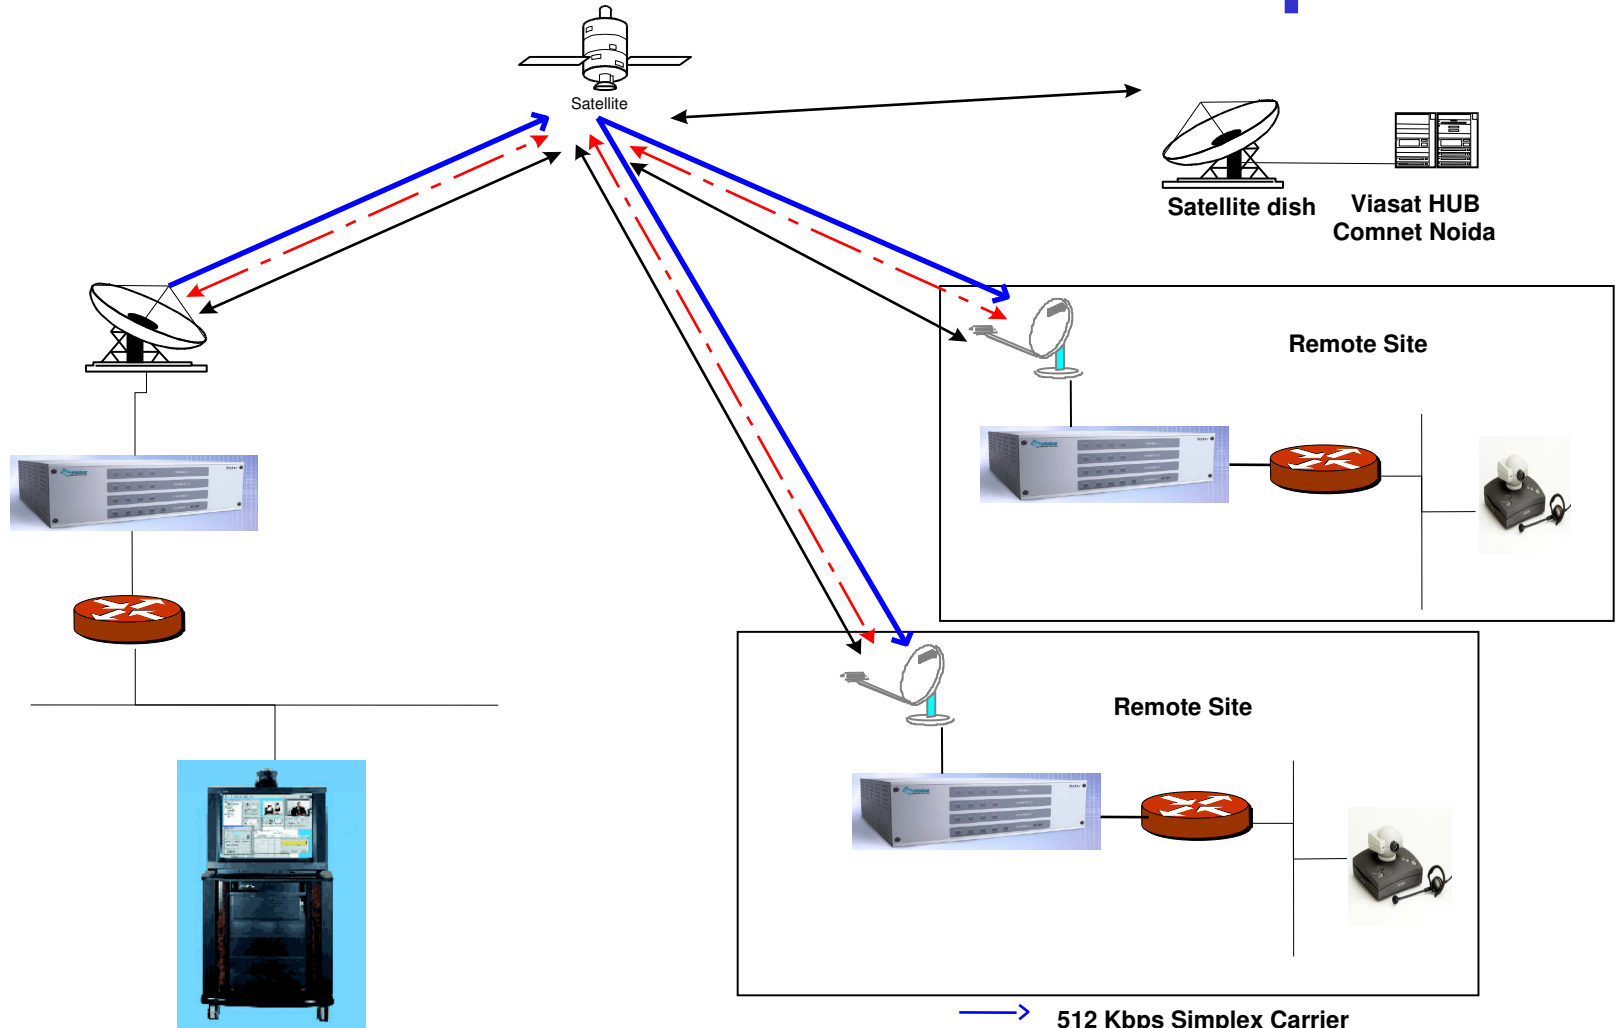 Satellite
Satellite dish
Viasat HUB
Comnet Noida
Remote Site
Remote Site
512 Kbps Simplex Carrier